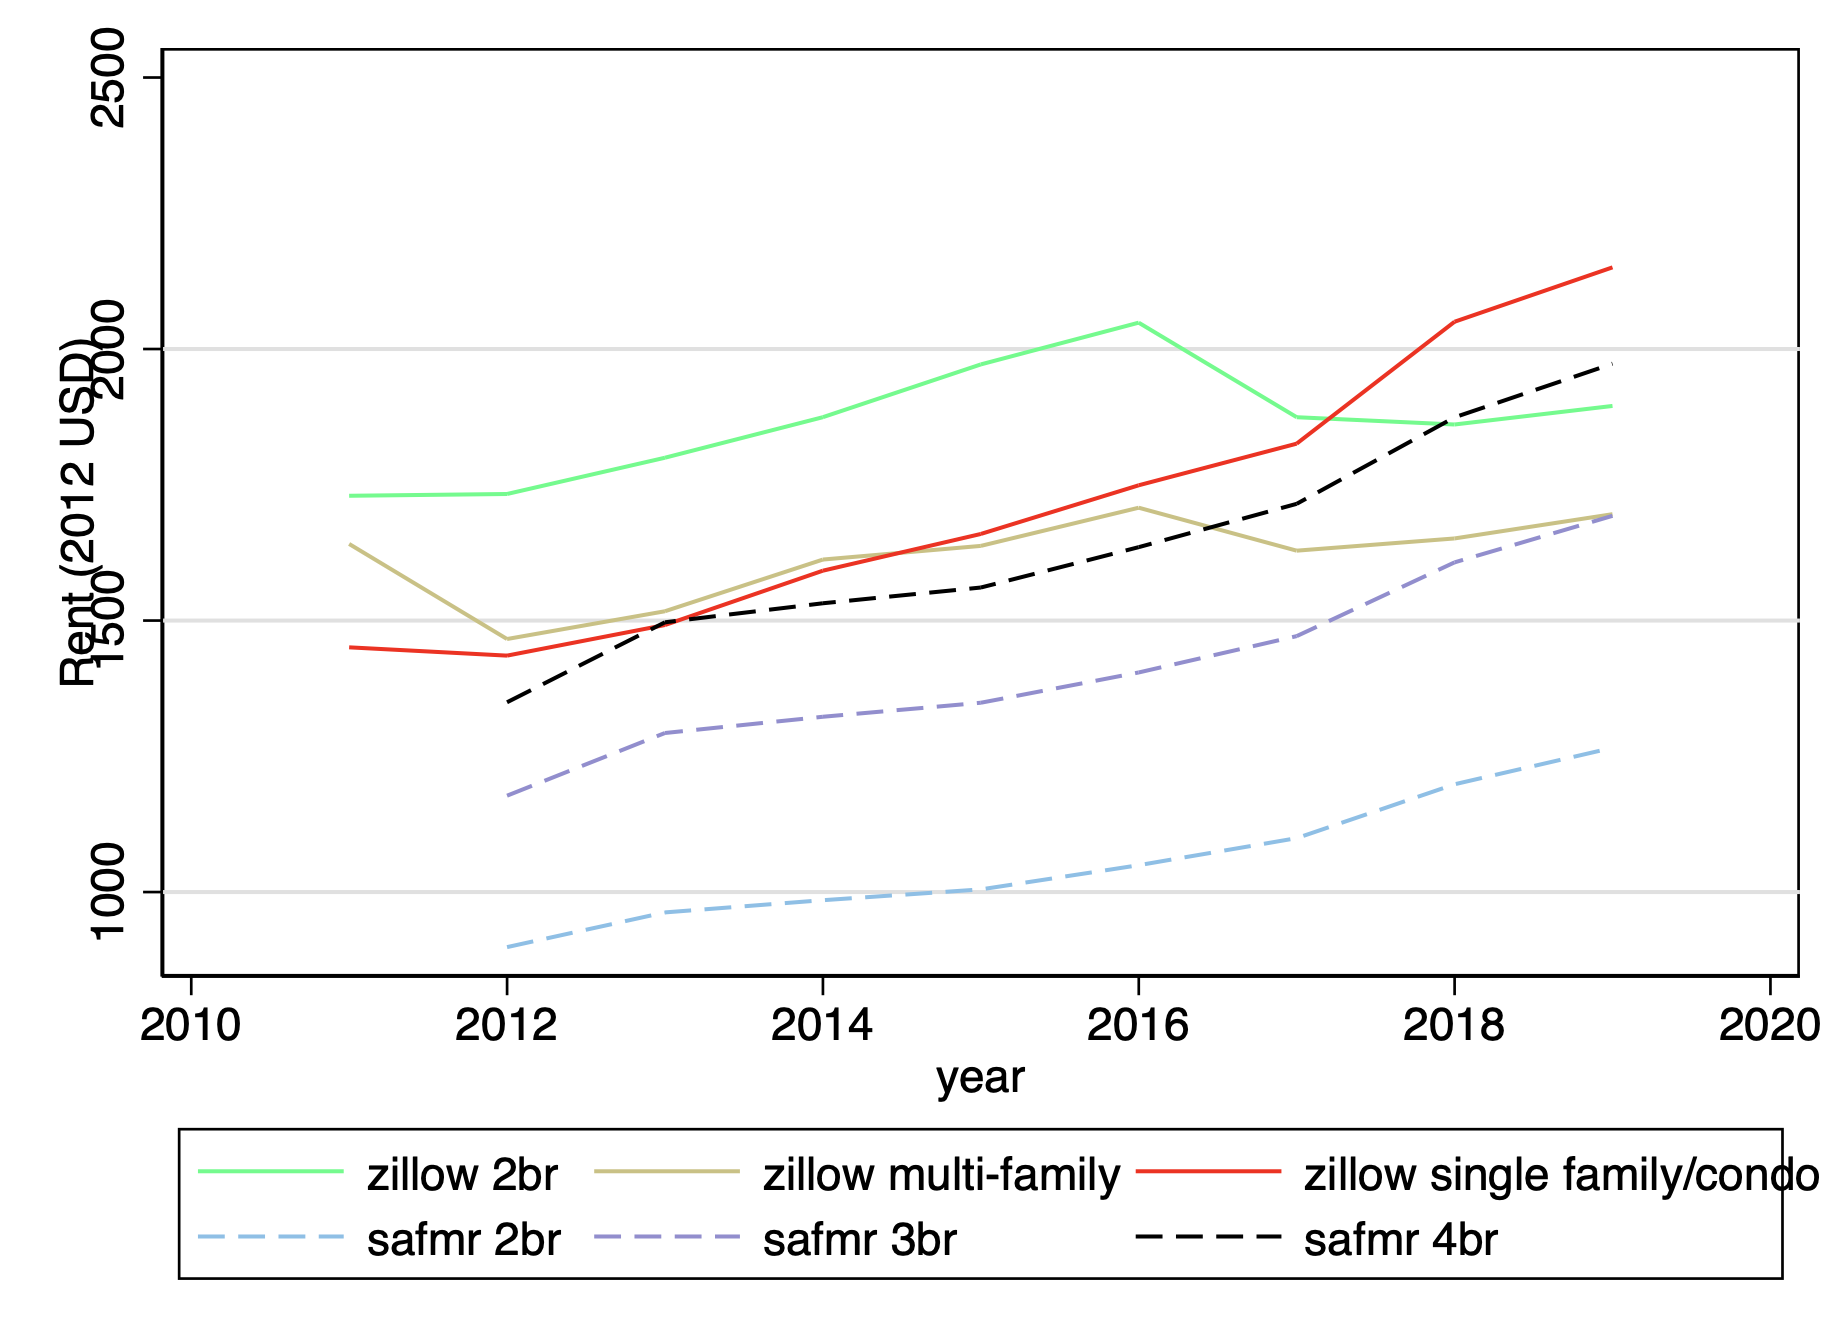 Rent (2012 USD)
2500
2000
1500
1000
2010 2012 2014 2016 2018 2020
year
zillow 2br zillow multi-family zillow single family/condo
safmr 2br safmr 3br safmr 4br